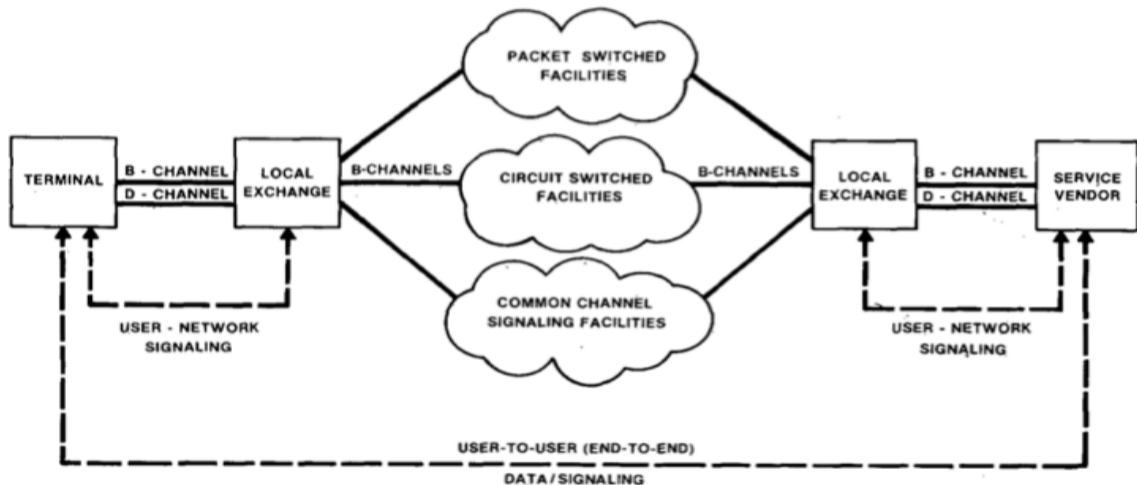 PACKET SWITCHED
FACILITIES
TERMINAL
B - CHANNEL
D - CHANNEL
LOCAL
EXCHANGE
B-CHANNELS
CIRCUIT SWITCHED
FACILITIES
B-CHANNELS
LOCAL
EXCHANGE
B - CHANNEL
D - CHANNEL
SERVICE
VENDOR
COMMON CHANNEL
SIGNALING FACILITIES
USER - NETWORK
SIGNALING
USER - NETWORK
SIGNALING
USER-TO-USER (END-TO-END)
DATA/SIGNALING